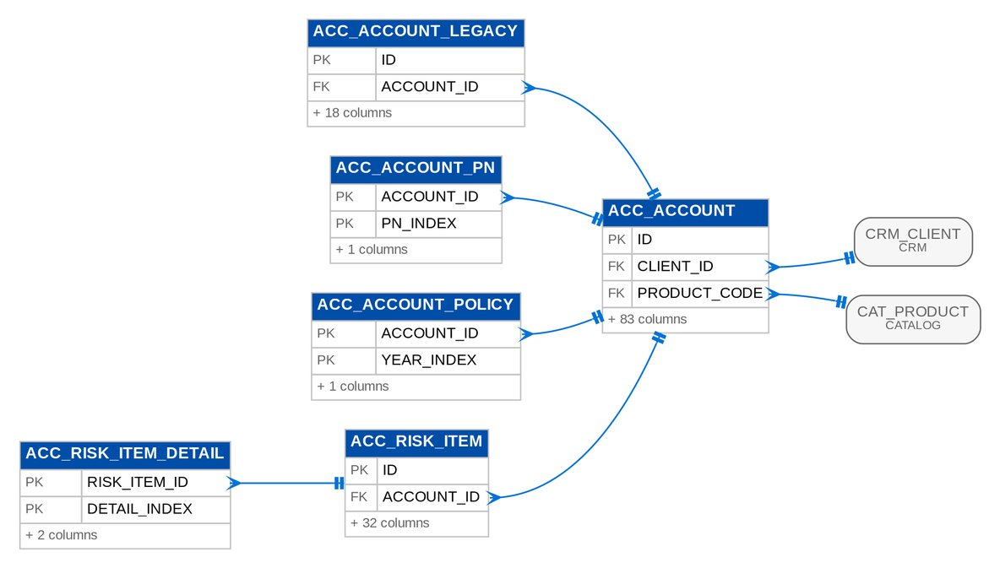 ACC_ACCOUNT_LEGACY
PK ID
FK ACCOUNT_ID
+ 18 columns
ACC_ACCOUNT_PN
PK ACCOUNT_ID
PK PN_INDEX
+ 1 columns
ACC_ACCOUNT
PK ID
FK CLIENT_ID
FK PRODUCT_CODE
+ 83 columns
CRM_CLIENT
CRM
CAT_PRODUCT
CATALOG
ACC_ACCOUNT_POLICY
PK ACCOUNT_ID
PK YEAR_INDEX
+ 1 columns
ACC_RISK_ITEM_DETAIL
PK RISK_ITEM_ID
PK DETAIL_INDEX
+ 2 columns
ACC_RISK_ITEM
PK ID
FK ACCOUNT_ID
+ 32 columns